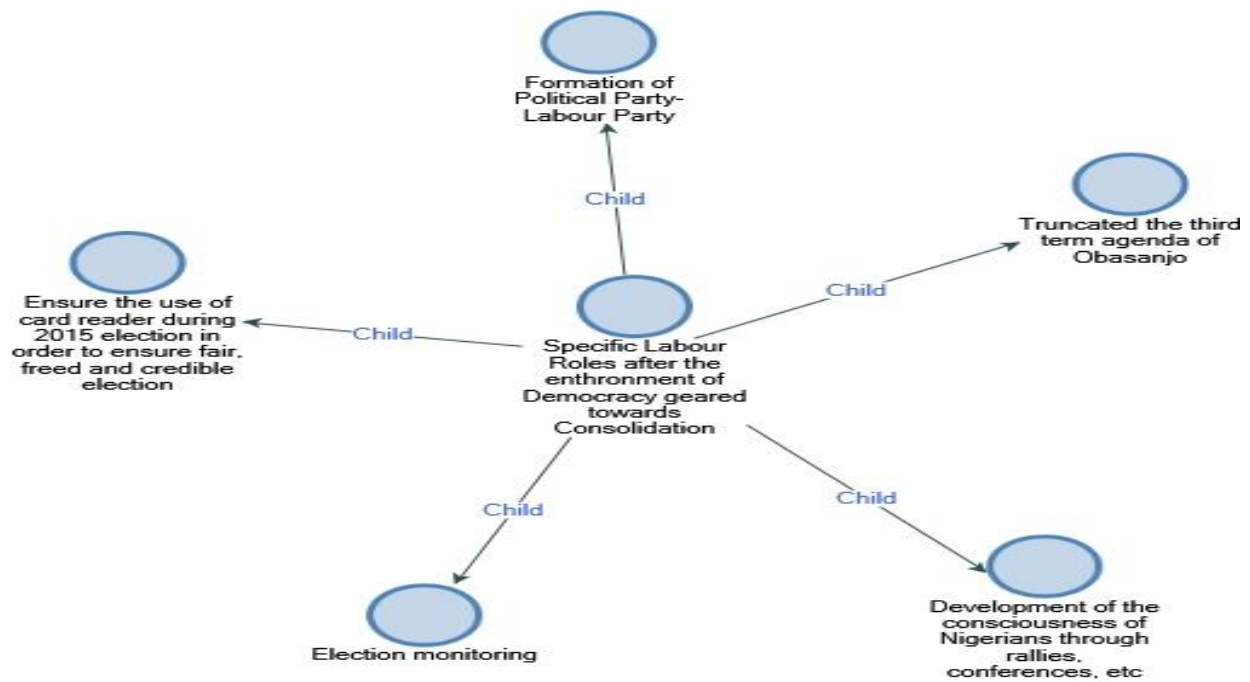 Formation of
Political Party-
Labour Party
Child
Truncated the third
term agenda of
Obasanjo
Child
Ensure the use of
card reader during
2015 election in
order to ensure fair,
freed and credible
election
Child
Specific Labour
Roles after the
enthronment of
Democracy geared
towards
Consolidation
Child
Child
Election monitoring
Development of the
consciousness of
Nigerians through
rallies,
conferences, etc